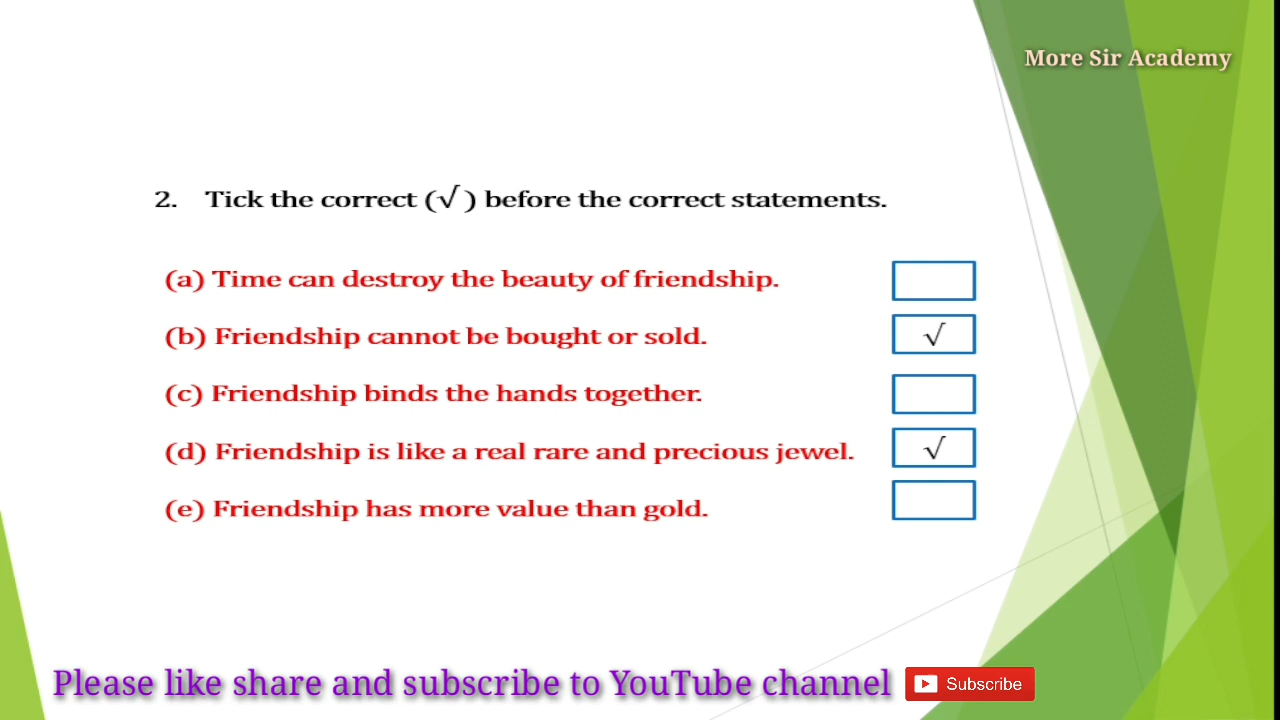 More Sir Academy
2. Tick the correct (√ ) before the correct statements.
(a) Time can destroy the beauty of friendship.
(b) Friendship cannot be bought or sold. √
(c) Friendship binds the hands together.
(d) Friendship is like a real rare and precious jewel. √
(e) Friendship has more value than gold.
Please like share and subscribe to YouTube channel Subscribe